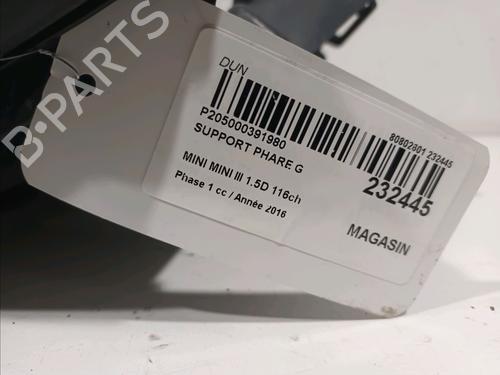 B-PARTS
DUN
P205000391980
80802801 232445
SUPPORT PHARE G
232445
MINI MINI III 1.5D 116ch
Phase 1 cc / Année 2016
MAGASIN